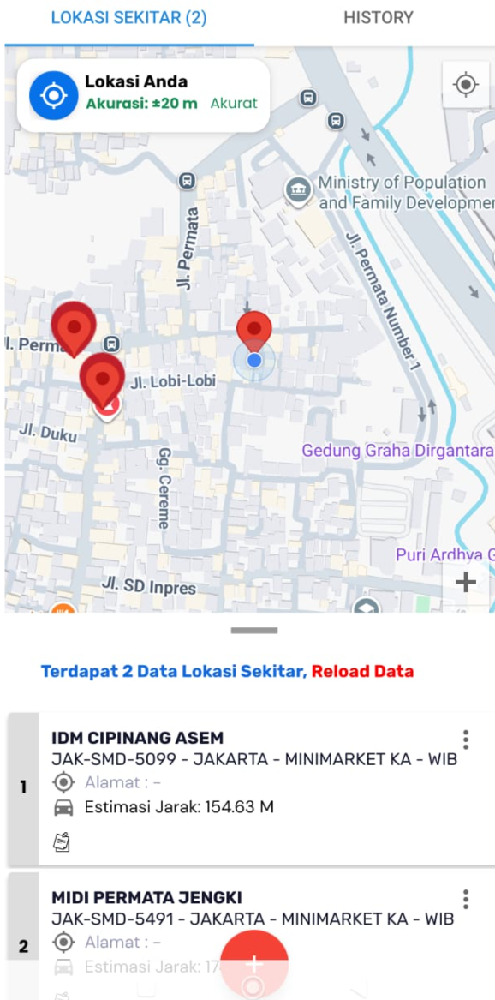 LOKASI SEKITAR (2)
HISTORY
Lokasi Anda
Akurasi: ±20 m Akurat
Ministry of Population
and Family Developmen
Jl. Permata
Jl. Permata Number 1
l. Perma
Jl. Lobi-Lobi
Jl. Duku
Gg. Cereme
Gedung Graha Dirgantara
Puri Ardhya G
Jl. SD Inpres
Terdapat 2 Data Lokasi Sekitar, Reload Data
1
IDM CIPINANG ASEM
JAK-SMD-5099 - JAKARTA - MINIMARKET KA - WIB
Alamat : -
Estimasi Jarak: 154.63 M
2
MIDI PERMATA JENGKI
JAK-SMD-5491 - JAKARTA - MINIMARKET KA - WIB
Alamat : -
Estimasi Jarak: 17